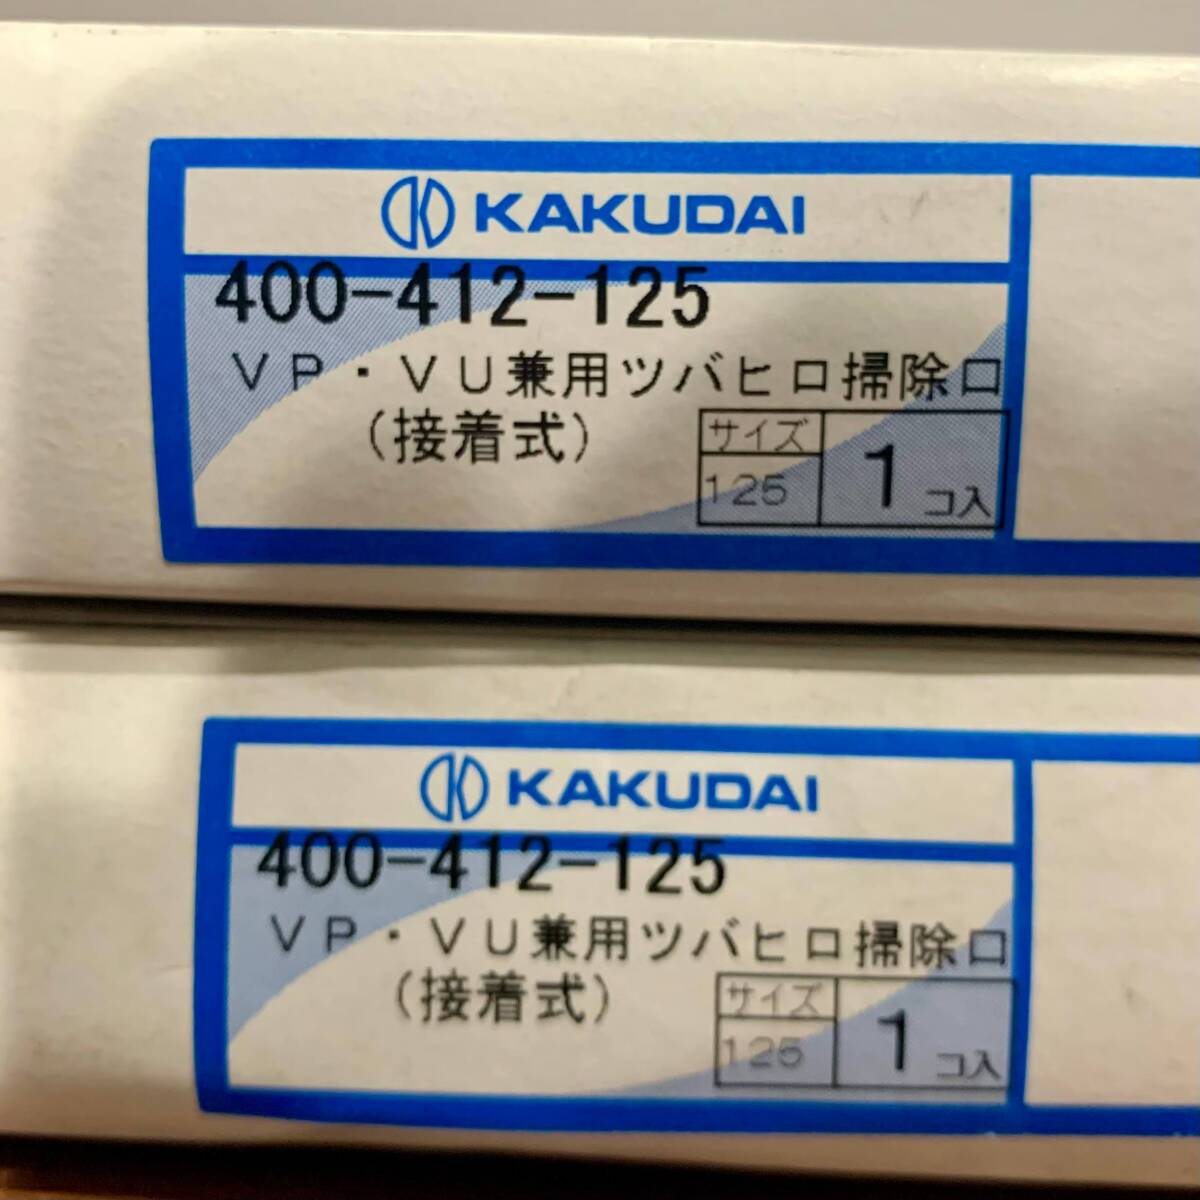 KAKUDAI
400-412-125
VP・VU兼用ツバヒロ掃除口
(接着式)
サイズ
125
1コ入
KAKUDAI
400-412-125
VP・VU兼用ツバヒロ掃除口
(接着式)
サイズ
125
1コ入